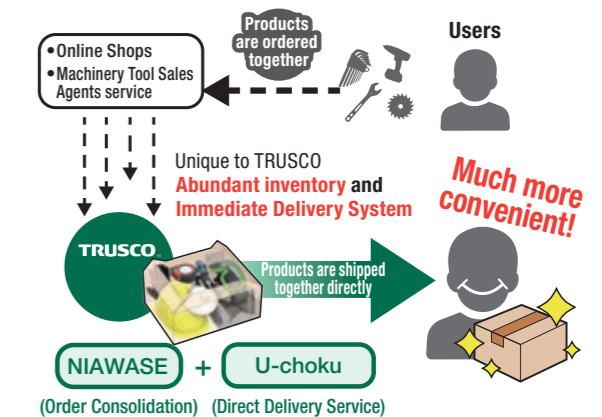 Products
are ordered
together
Users
•Online Shops
•Machinery Tool Sales
Agents service
Unique to TRUSCO
Abundant inventory and
Immediate Delivery System
Much more
convenient!
TRUSCO
Products are shipped
together directly
NIAWASE + U-choku
(Order Consolidation) (Direct Delivery Service)